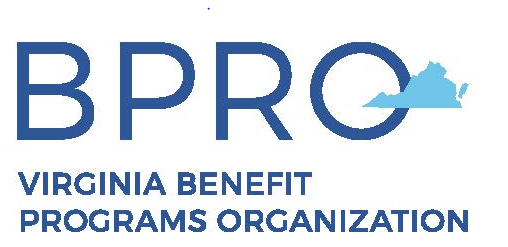 BPRO
VIRGINIA BENEFIT
PROGRAMS ORGANIZATION